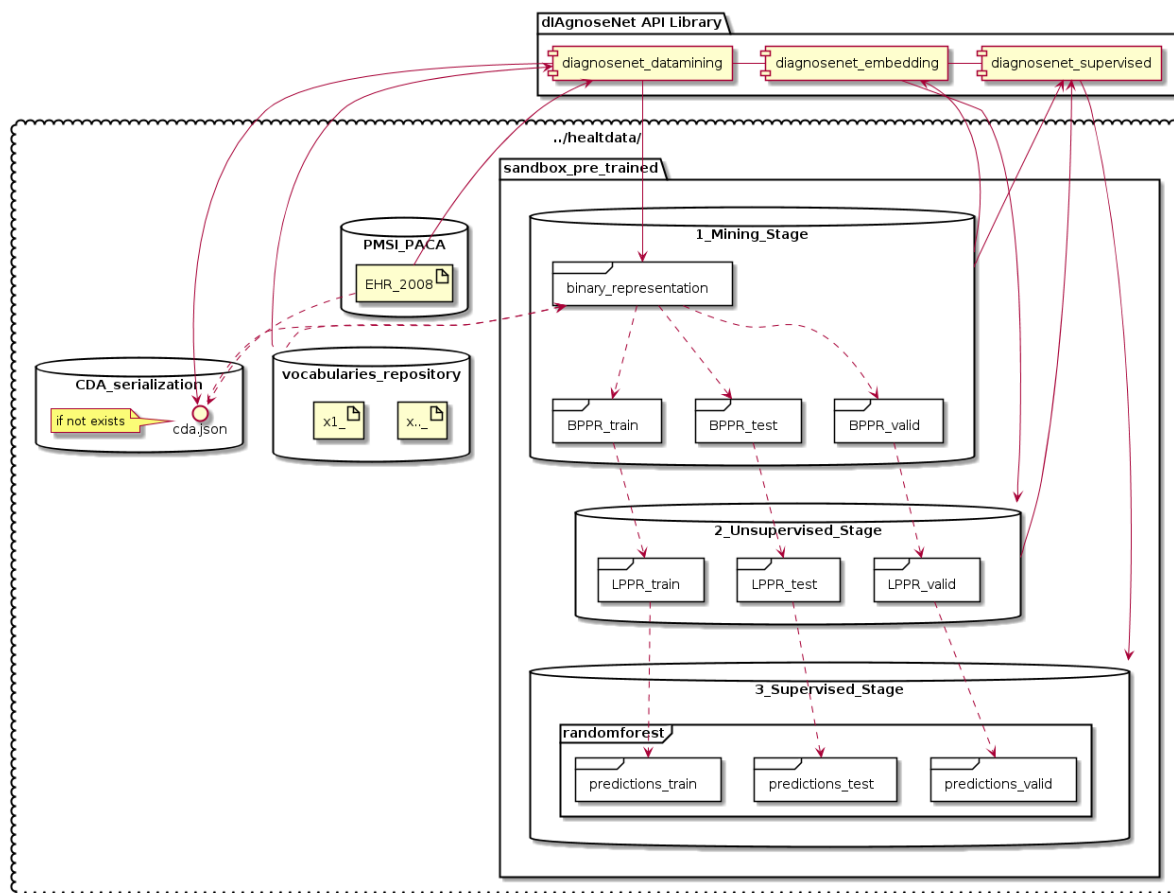 dIAgnoseNet API Library
diagnosenet_datamining
diagnosenet_embedding
diagnosenet_supervised
../healtdata/
sandbox_pre_trained
1_Mining_Stage
PMSI_PACA
EHR_2008
binary_representation
CDA_serialization
if not exists
cda.json
vocabularies_repository
x1_
x.._
BPPR_train
BPPR_test
BPPR_valid
2_Unsupervised_Stage
LPPR_train
LPPR_test
LPPR_valid
3_Supervised_Stage
randomforest
predictions_train
predictions_test
predictions_valid